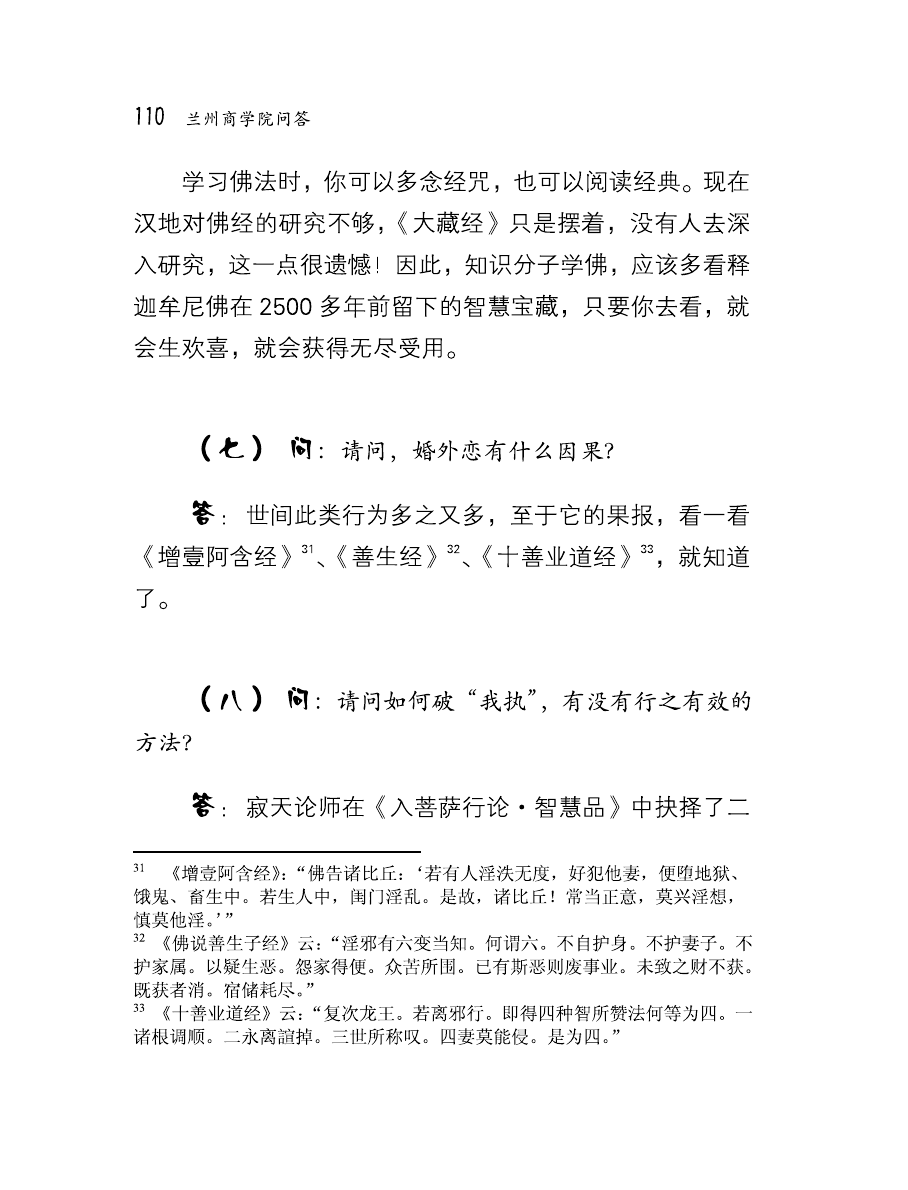 110 兰州商学院问答
学习佛法时，你可以多念经咒，也可以阅读经典。现在
汉地对佛经的研究不够，《大藏经》只是摆着，没有人去深
入研究，这一点很遗憾！因此，知识分子学佛，应该多看释
迦牟尼佛在 2500 多年前留下的智慧宝藏，只要你去看，就
会生欢喜，就会获得无尽受用。
（七） 问：请问，婚外恋有什么因果？
答： 世间此类行为多之又多，至于它的果报，看一看
《增壹阿含经》31、《善生经》32、《十善业道经》33，就知道
了。
（八） 问：请问如何破“我执”，有没有行之有效的
方法？
答： 寂天论师在《入菩萨行论·智慧品》中抉择了二
31 《增壹阿含经》：“佛告诸比丘：‘若有人淫泆无度，好犯他妻，便堕地狱、
饿鬼、畜生中。若生人中，闺门淫乱。是故，诸比丘！常当正意，莫兴淫想，
慎莫他淫。’”
32 《佛说善生子经》云：“淫邪有六变当知。何谓六。不自护身。不护妻子。不
护家属。以疑生恶。怨家得便。众苦所围。已有斯恶则废事业。未致之财不获。
既获者消。宿储耗尽。”
33 《十善业道经》云：“复次龙王。若离邪行。即得四种智所赞法何等为四。一
诸根调顺。二永离諠掉。三世所称叹。四妻莫能侵。是为四。”